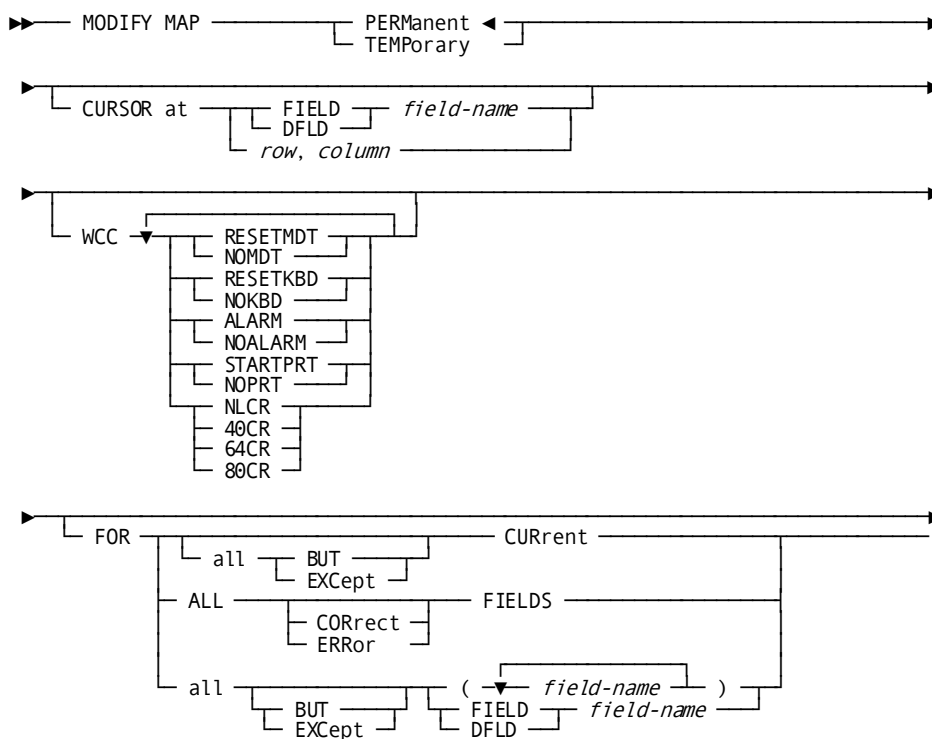 MODIFY MAP PERManent
TEMPorary
CURSOR at FIELD field-name
DFLD
row, column
WCC RESETMDT
NOMDT
RESETKBD
NOKBD
ALARM
NOALARM
STARTPRT
NOPRT
NLCR
40CR
64CR
80CR
FOR CURrent
all BUT
EXCept
ALL FIELDS
CORrect
ERRor
all ( field-name )
BUT FIELD field-name
EXCept DFLD